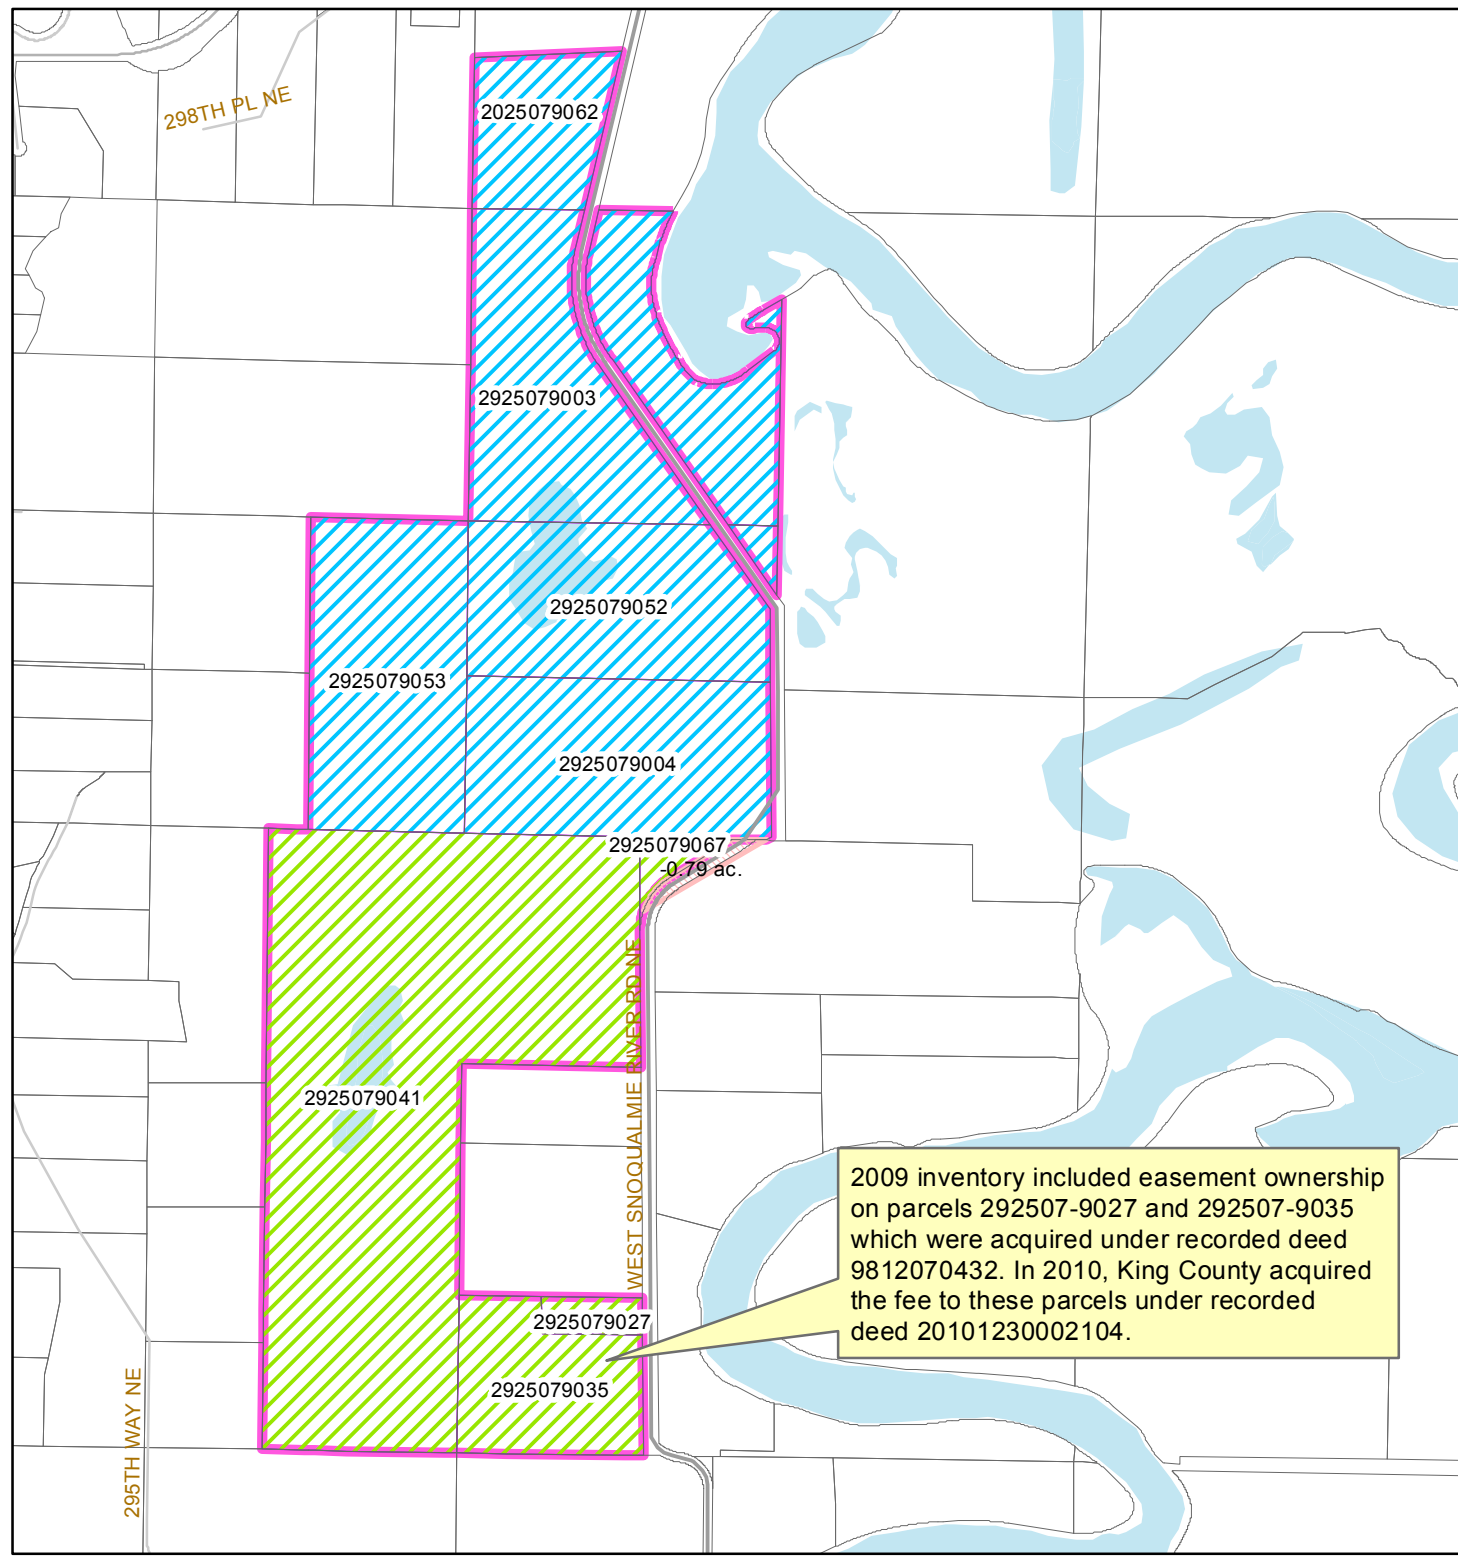 298TH PL NE
2025079062
2925079003
2925079052
2925079053
2925079004
2925079067
-0.79 ac.
WEST SNOQUALMIE RIVER RD NE
2925079041
2009 inventory included easement ownership
on parcels 292507-9027 and 292507-9035
which were acquired under recorded deed
9812070432. In 2010, King County acquired
the fee to these parcels under recorded
deed 20101230002104.
2925079027
2925079035
295TH WAY NE